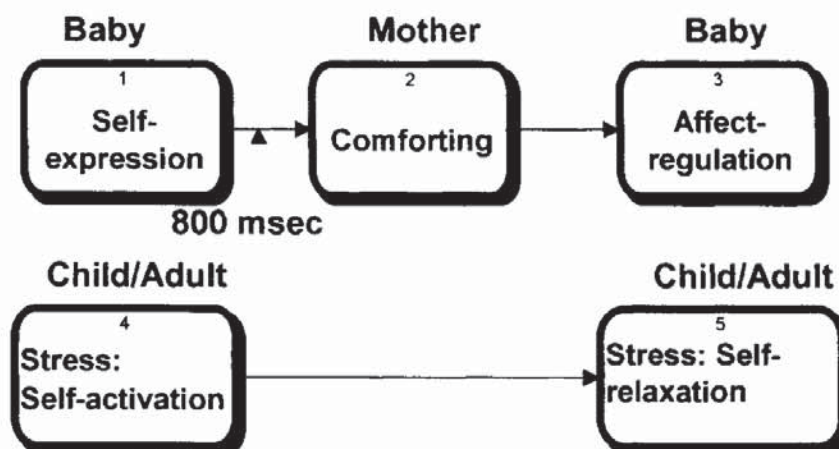 Baby Mother Baby
1 2 3
Self-
expression
Comforting
Affect-
regulation
800 msec
Child/Adult Child/Adult
4 5
Stress:
Self-activation
Stress: Self-
relaxation